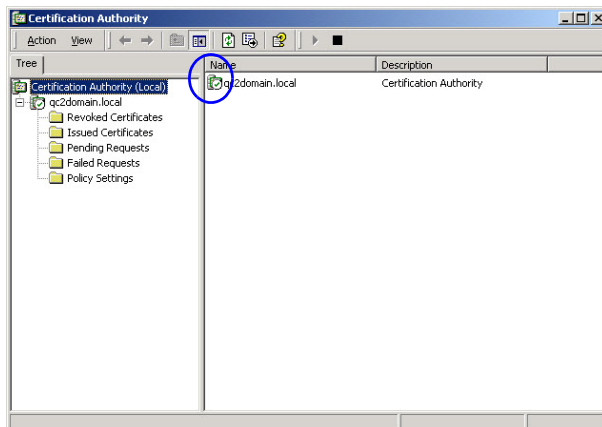 Certification Authority
Action View
Tree
Name Description
Certification Authority (Local)
qc2domain.local
Revoked Certificates
Issued Certificates
Pending Requests
Failed Requests
Policy Settings
qc2domain.local Certification Authority